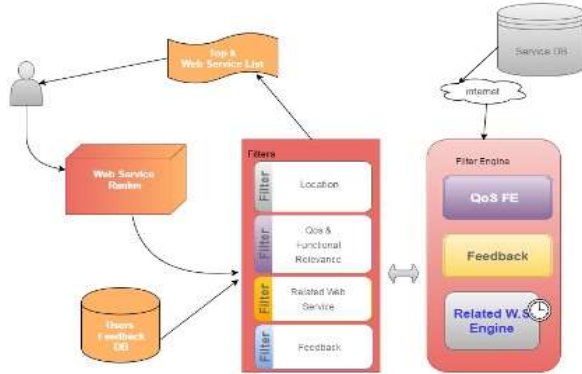 Top k
Web Service List
Service DB
internet
Web Service
Ranker
Filters
Filter
Location
Filter
Qos &
Functional
Relevance
Filter
Related Web
Service
Filter
Feedback
Filter Engine
QoS FE
Feedback
Related W.S
Engine
Users
Feedback
DB